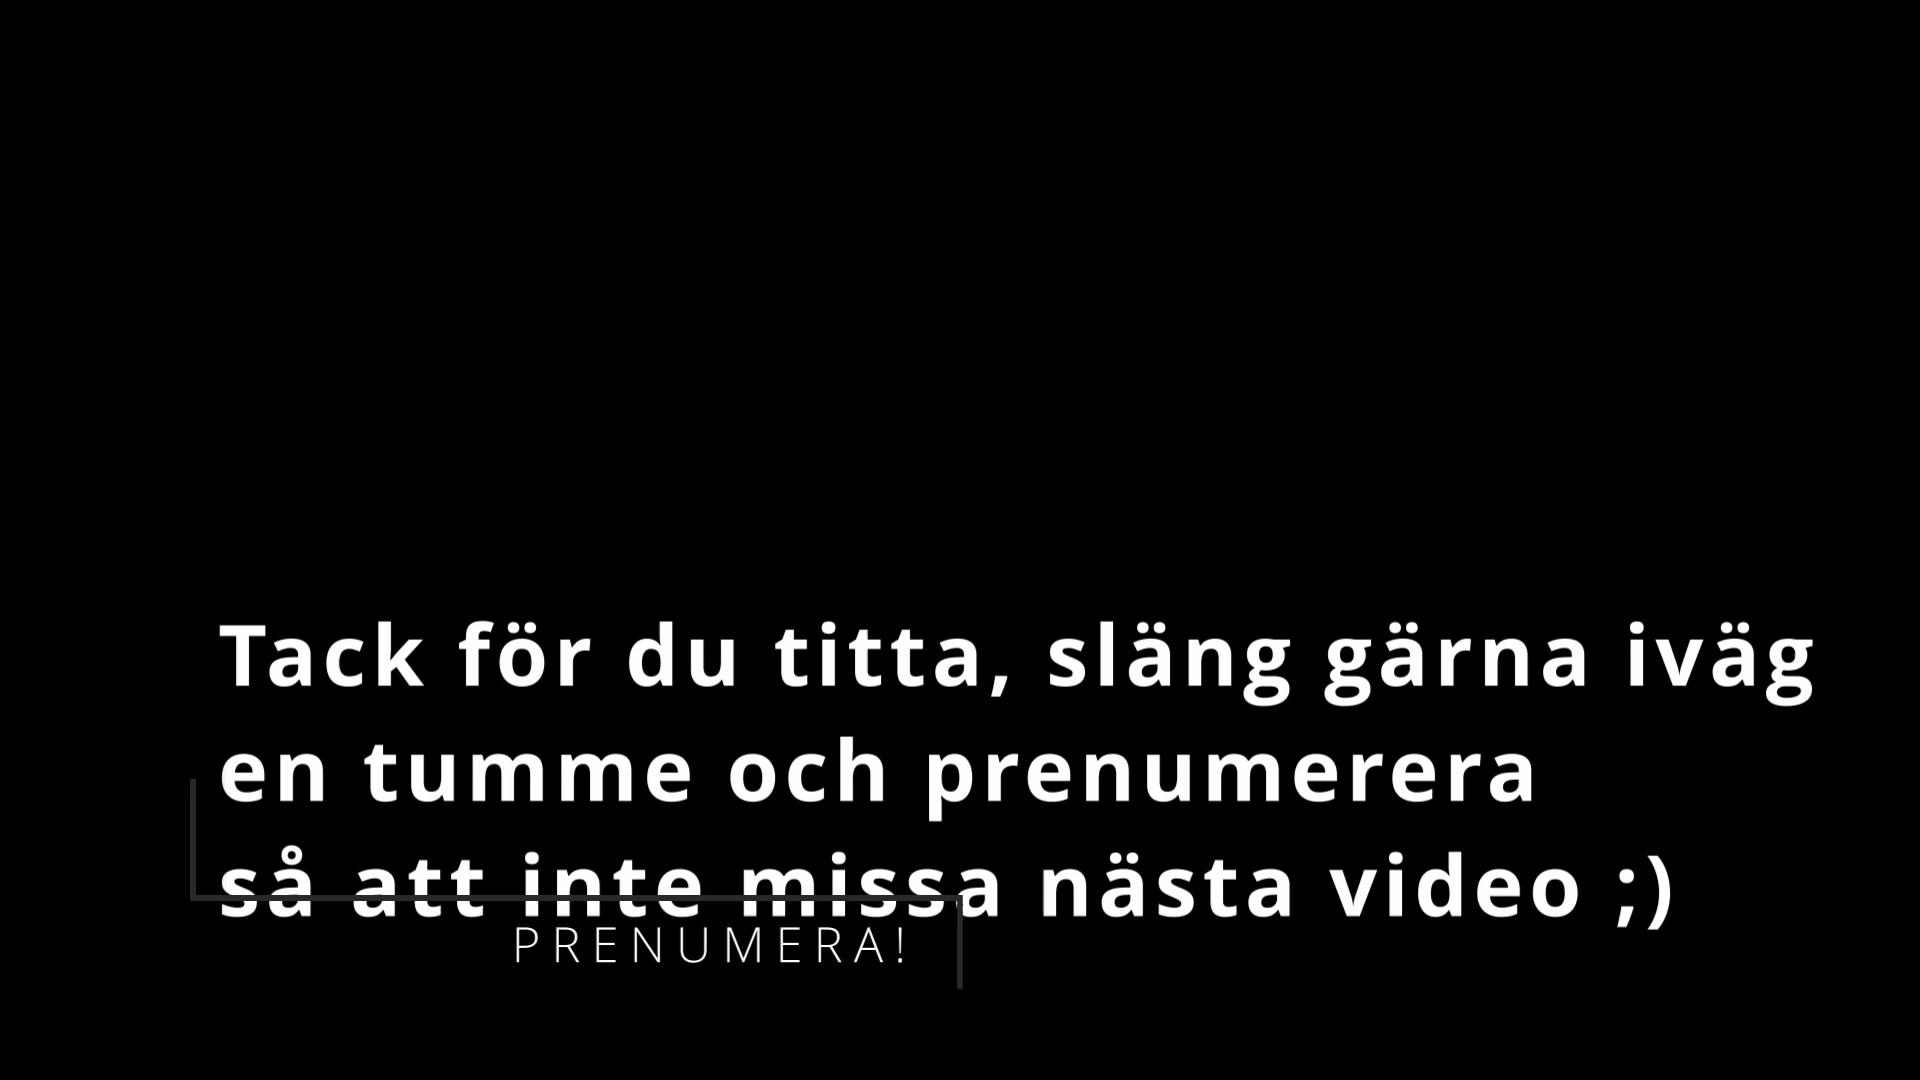 Tack för du titta, släng gärna iväg
en tumme och prenumerera
så att inte missa nästa video ;)
PRENUMERA!